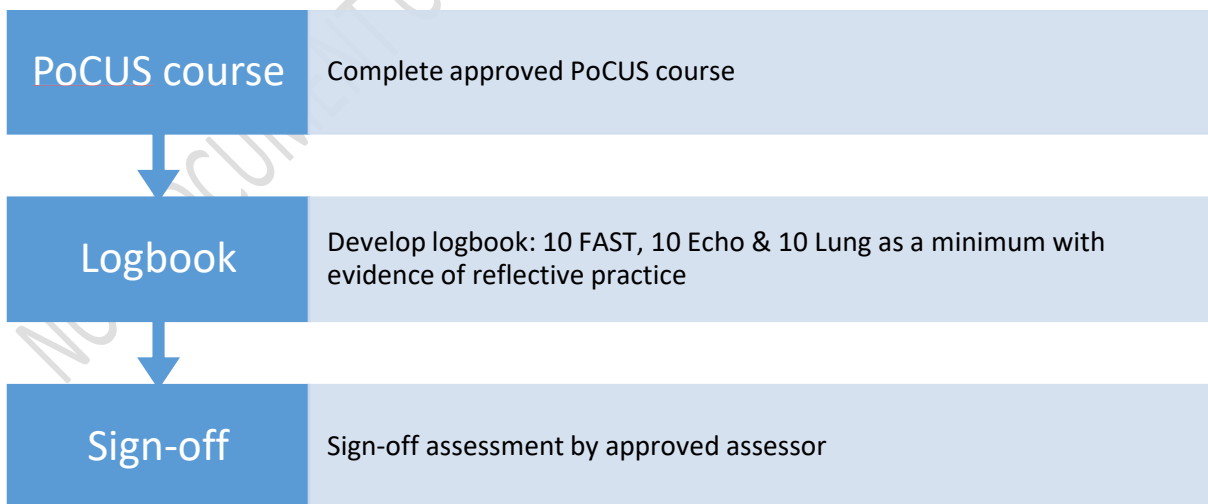 PoCUS course
Complete approved PoCUS course
Logbook
Develop logbook: 10 FAST, 10 Echo & 10 Lung as a minimum with
evidence of reflective practice
Sign-off
Sign-off assessment by approved assessor